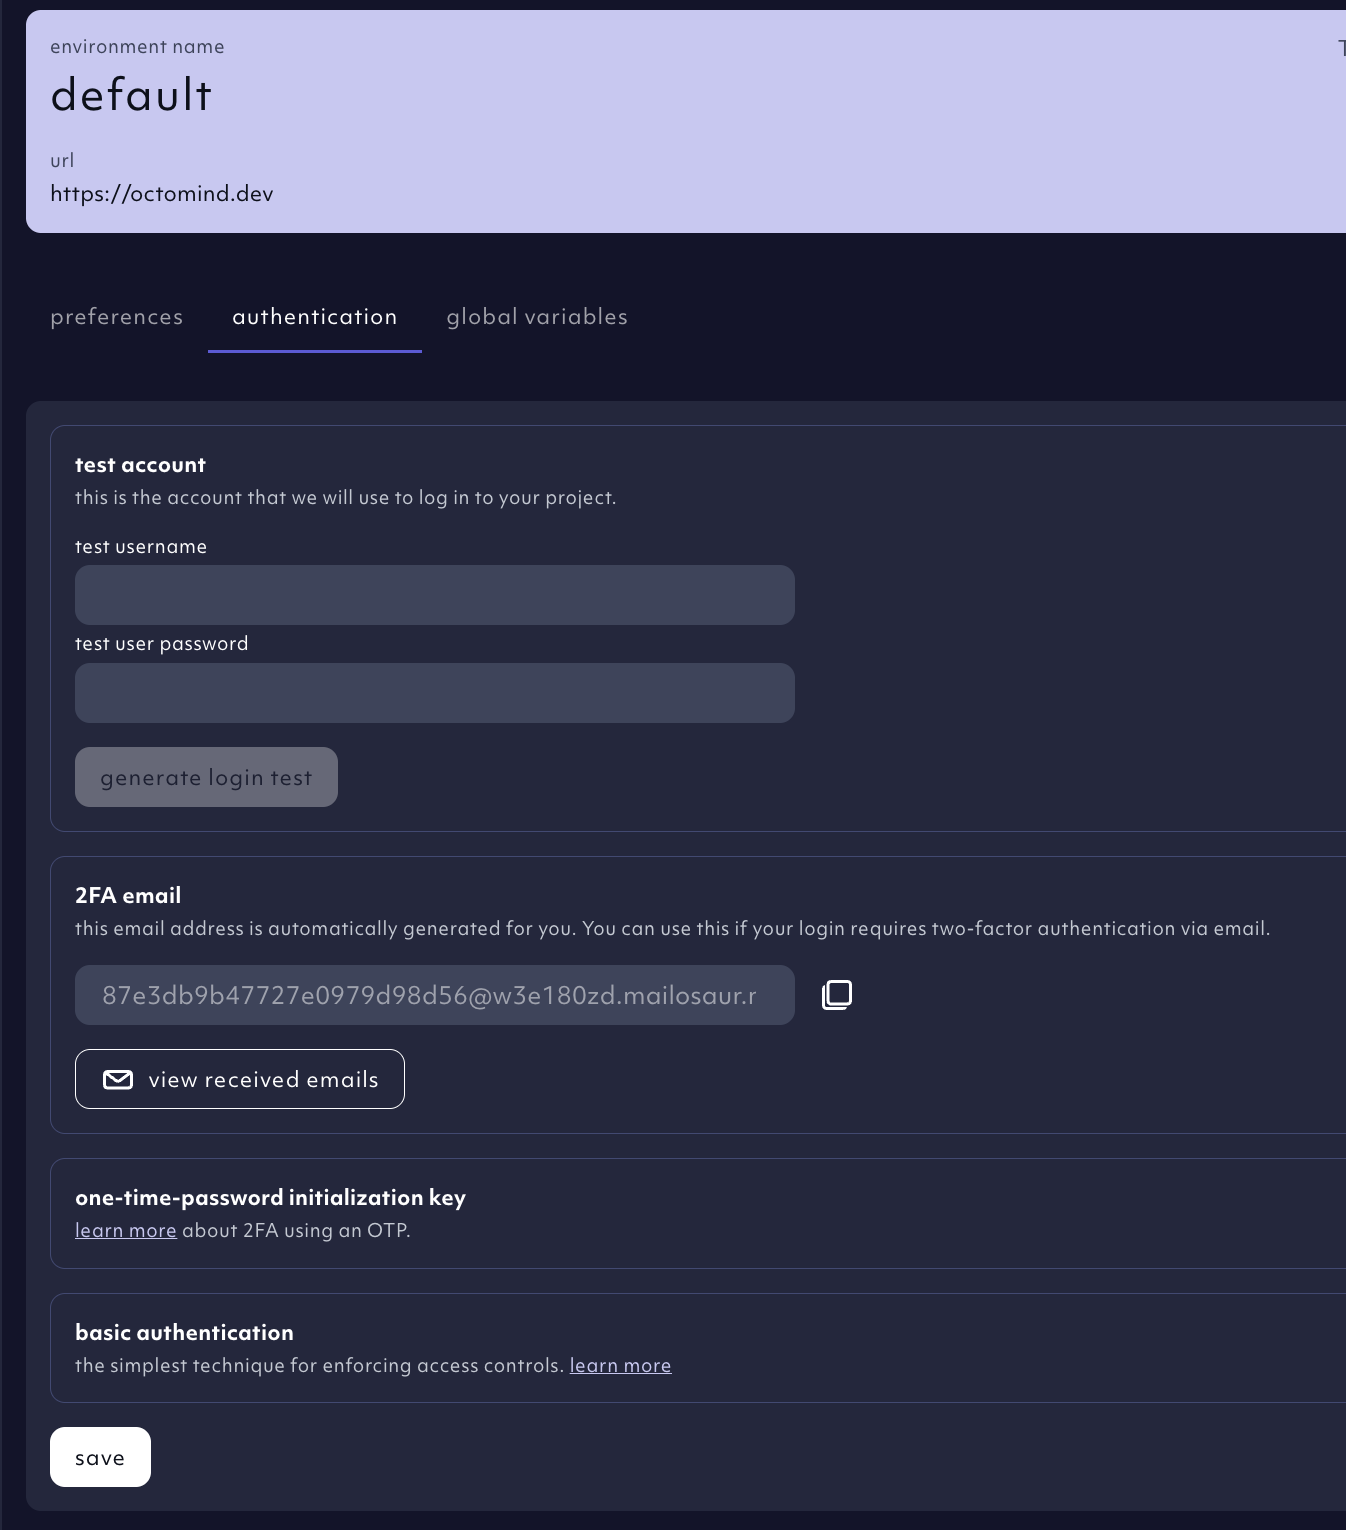 environment name
default
url
https://octomind.dev
preferences authentication global variables
test account
this is the account that we will use to log in to your project.
test username
test user password
generate login test
2FA email
this email address is automatically generated for you. You can use this if your login requires two-factor authentication via email.
87e3db9b47727e0979d98d56@w3e180zd.mailosaur.r
view received emails
one-time-password initialization key
learn more about 2FA using an OTP.
basic authentication
the simplest technique for enforcing access controls. learn more
save